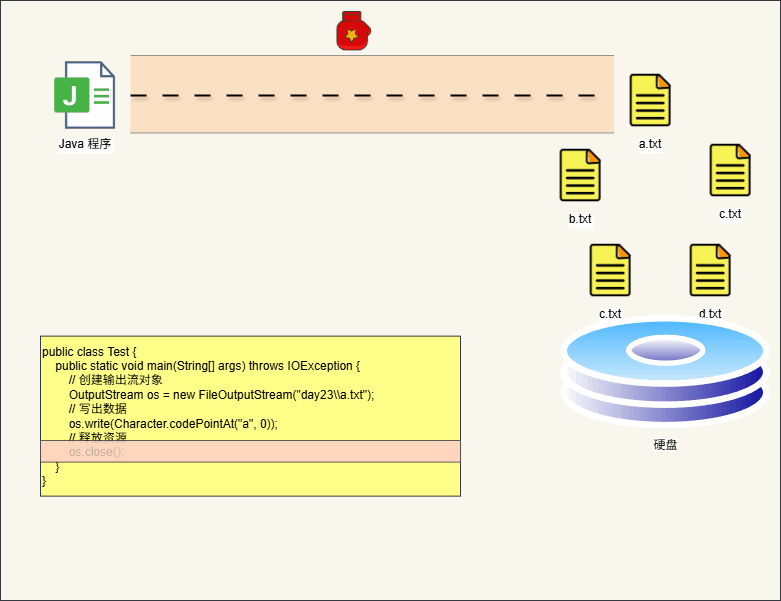 J
Java 程序
a.txt
b.txt
c.txt
c.txt
d.txt
硬盘
public class Test {
    public static void main(String[] args) throws IOException {
        // 创建输出流对象
        OutputStream os = new FileOutputStream("day23\\a.txt");
        // 写出数据
        os.write(Character.codePointAt("a", 0));
        // 释放资源
        os.close();
    }
}